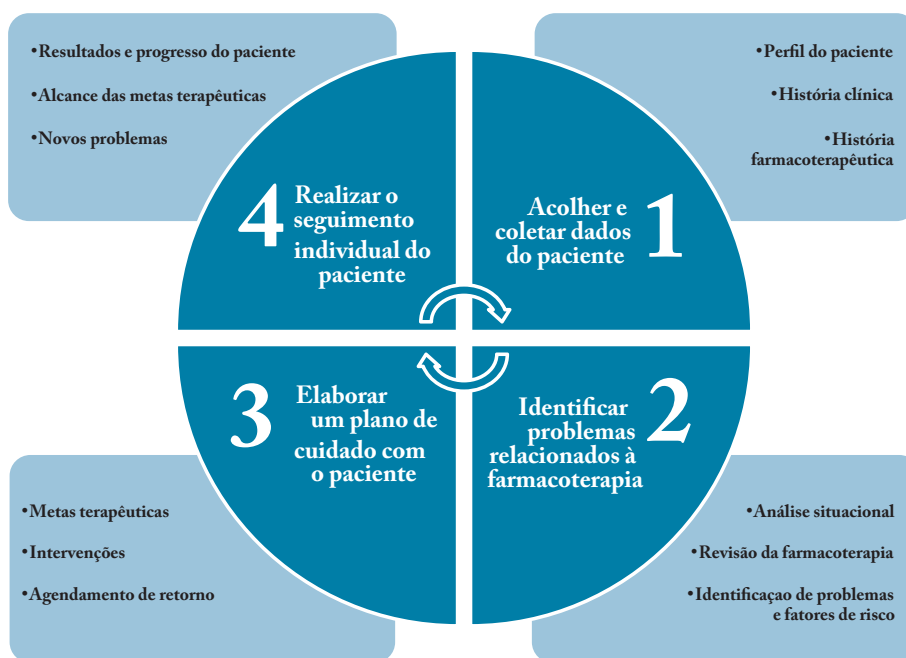 •Resultados e progresso do paciente
•Alcance das metas terapêuticas
•Novos problemas
•Perfil do paciente
•História clínica
•História
farmacoterapêutica
4
Realizar o
seguimento
individual do
paciente
Acolher e
coletar dados
do paciente
1
3
Elaborar
um plano de
cuidado com
o paciente
Identificar
problemas
relacionados à
farmacoterapia
2
•Metas terapêuticas
•Intervenções
•Agendamento de retorno
•Análise situacional
•Revisão da farmacoterapia
•Identificaçao de problemas
e fatores de risco